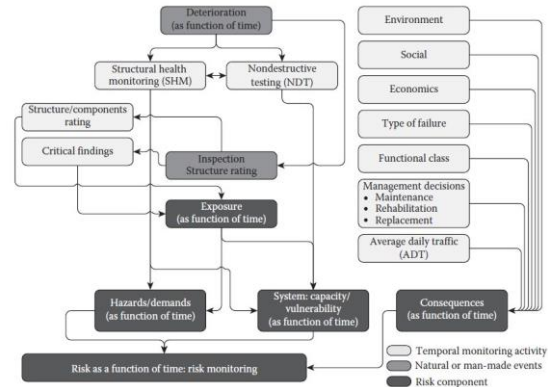 Deterioration
(as function of time)
Structural health
monitoring (SHM)
Nondestructive
testing (NDT)
Structure/components
rating
Critical findings
Inspection
Structure rating
Exposure
(as function of time)
Hazards/demands
(as function of time)
System: capacity/
vulnerability
(as function of time)
Risk as a function of time: risk monitoring
Environment
Social
Economics
Type of failure
Functional class
Management decisions
• Maintenance
• Rehabilitation
• Replacement
Average daily traffic
(ADT)
Consequences
(as function of time)
Temporal monitoring activity
Natural or man-made events
Risk component